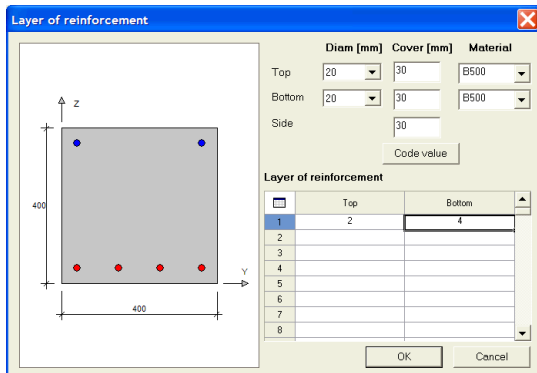 Layer of reinforcement
Diam [mm] Cover [mm] Material
Top 20 30 B500
Bottom 20 30 B500
Side 30
Code value
Z
400
Y
400
Layer of reinforcement
Top Bottom
1 2 4
2
3
4
5
6
7
8
OK Cancel